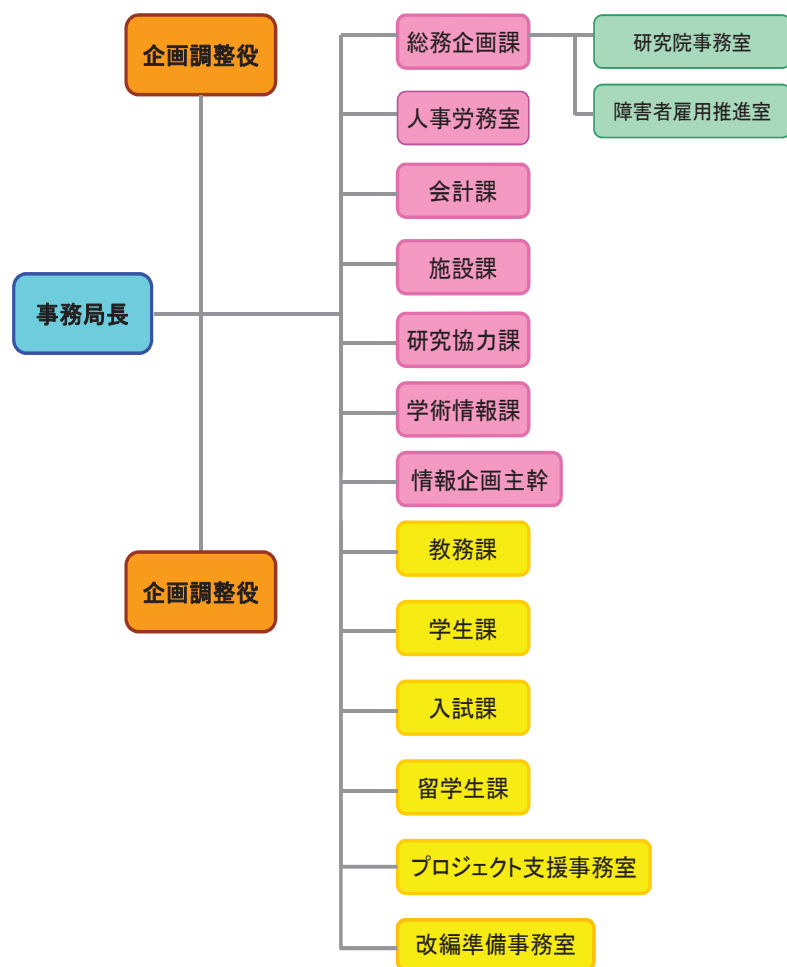 企画調整役
総務企画課
研究院事務室
障害者雇用推進室
人事労務室
会計課
施設課
事務局長
研究協力課
学術情報課
情報企画主幹
教務課
企画調整役
学生課
入試課
留学生課
プロジェクト支援事務室
改編準備事務室